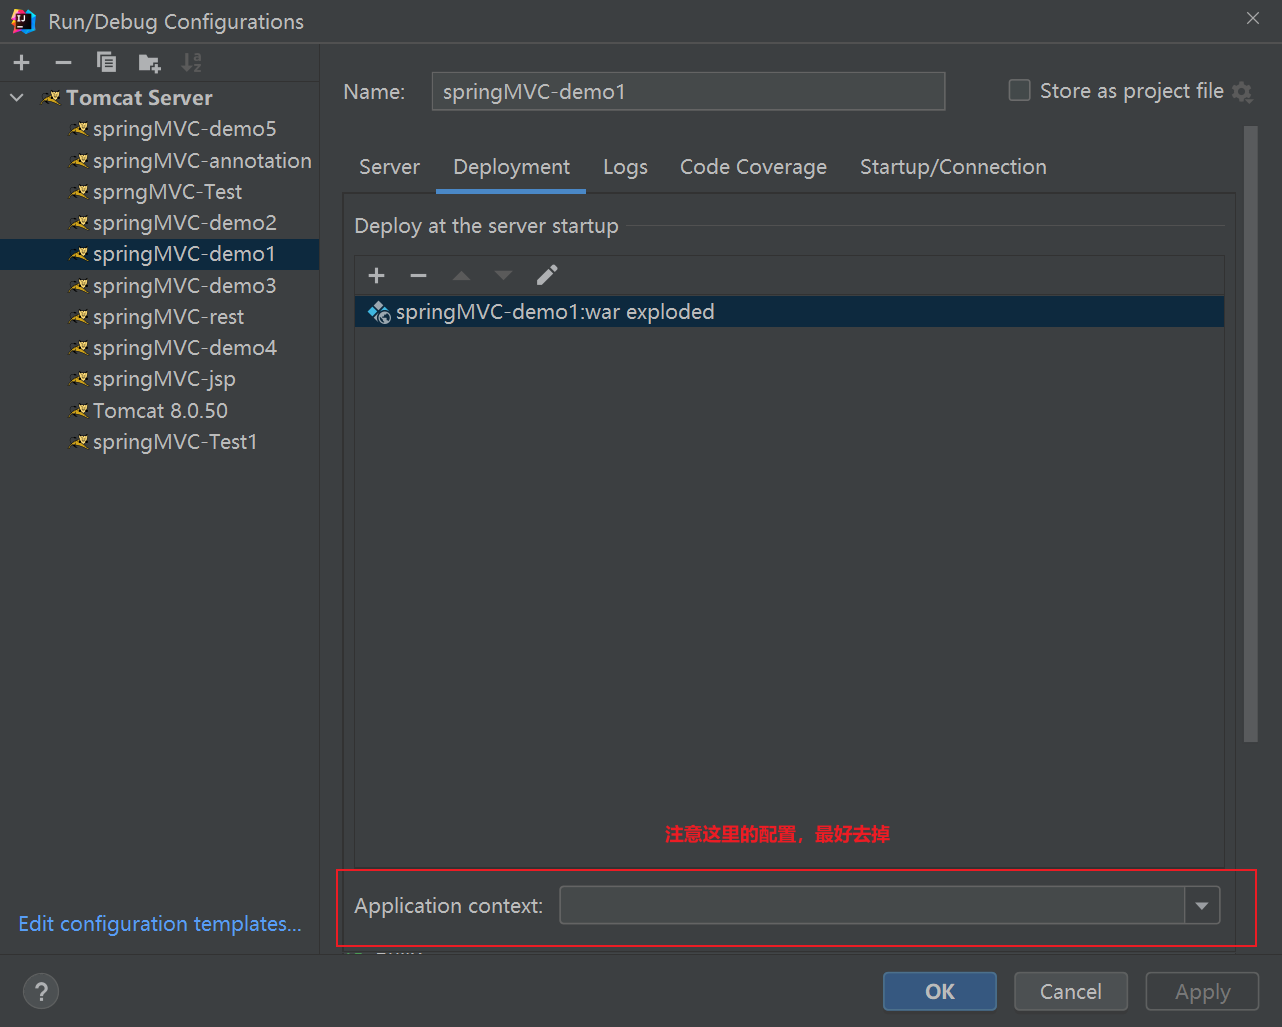 Run/Debug Configurations
Tomcat Server
springMVC-demo5
springMVC-annotation
sprngMVC-Test
springMVC-demo2
springMVC-demo1
springMVC-demo3
springMVC-rest
springMVC-demo4
springMVC-jsp
Tomcat 8.0.50
springMVC-Test1
Edit configuration templates...
Name: springMVC-demo1
Store as project file
Server Deployment Logs Code Coverage Startup/Connection
Deploy at the server startup
springMVC-demo1:war exploded
注意这里的配置，最好去掉
Application context:
? OK Cancel Apply